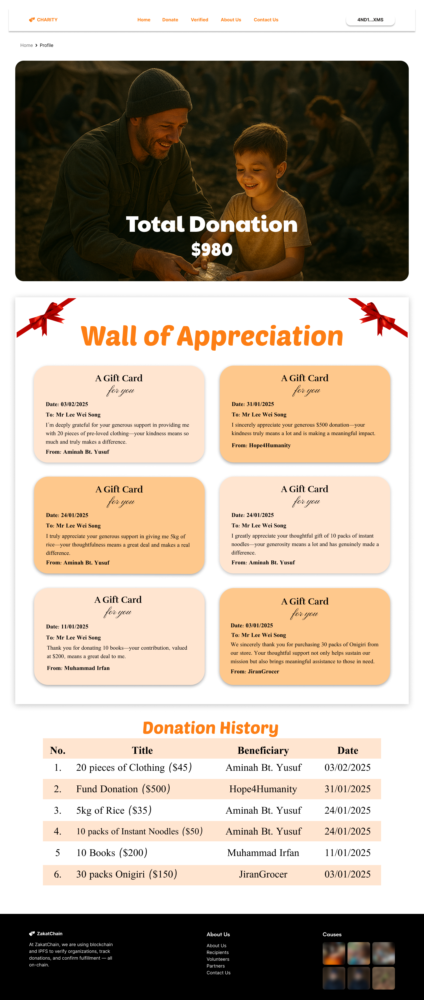 CHARITY
Home
Donate
Verified
About Us
Contact Us
4ND1...XMS
Home > Profile
Total Donation
$980
Wall of Appreciation
A Gift Card
for you
Date: 03/02/2025
To: Mr Lee Wei Song
I'm deeply grateful for your generous support in providing me
with 20 pieces of pre-loved clothing—your kindness means so
much and truly makes a difference.
From: Aminah Bt. Yusuf
A Gift Card
for you
Date: 31/01/2025
To: Mr Lee Wei Song
I sincerely appreciate your generous $500 donation—your
kindness truly means a lot and is making a meaningful impact.
From: Hope4Humanity
A Gift Card
for you
Date: 24/01/2025
To: Mr Lee Wei Song
I truly appreciate your generous support in giving me 5kg of
rice—your thoughtfulness means a great deal and makes a real
difference.
From: Aminah Bt. Yusuf
A Gift Card
for you
Date: 24/01/2025
To: Mr Lee Wei Song
I greatly appreciate your thoughtful gift of 10 packs of instant
noodles—your generosity means a lot and has genuinely made a
difference.
From: Aminah Bt. Yusuf
A Gift Card
for you
Date: 11/01/2025
To: Mr Lee Wei Song
Thank you for donating 10 books—your contribution, valued
at $200, means a great deal to me.
From: Muhammad Irfan
A Gift Card
for you
Date: 03/01/2025
To: Mr Lee Wei Song
We sincerely thank you for purchasing 30 packs of Onigiri from
our store. Your thoughtful support not only helps sustain our
mission but also brings meaningful assistance to those in need.
From: JiranGrocer
Donation History
No. Title Beneficiary Date
1. 20 pieces of Clothing ($45) Aminah Bt. Yusuf 03/02/2025
2. Fund Donation ($500) Hope4Humanity 31/01/2025
3. 5kg of Rice ($35) Aminah Bt. Yusuf 24/01/2025
4. 10 packs of Instant Noodles ($50) Aminah Bt. Yusuf 24/01/2025
5 10 Books ($200) Muhammad Irfan 11/01/2025
6. 30 packs Onigiri ($150) JiranGrocer 03/01/2025
ZakatChain
At ZakatChain, we are using blockchain
and IPFS to verify organizations, track
donations, and confirm fulfillment — all
on-chain.
About Us
About Us
Recipients
Volunteers
Partners
Contact Us
Causes